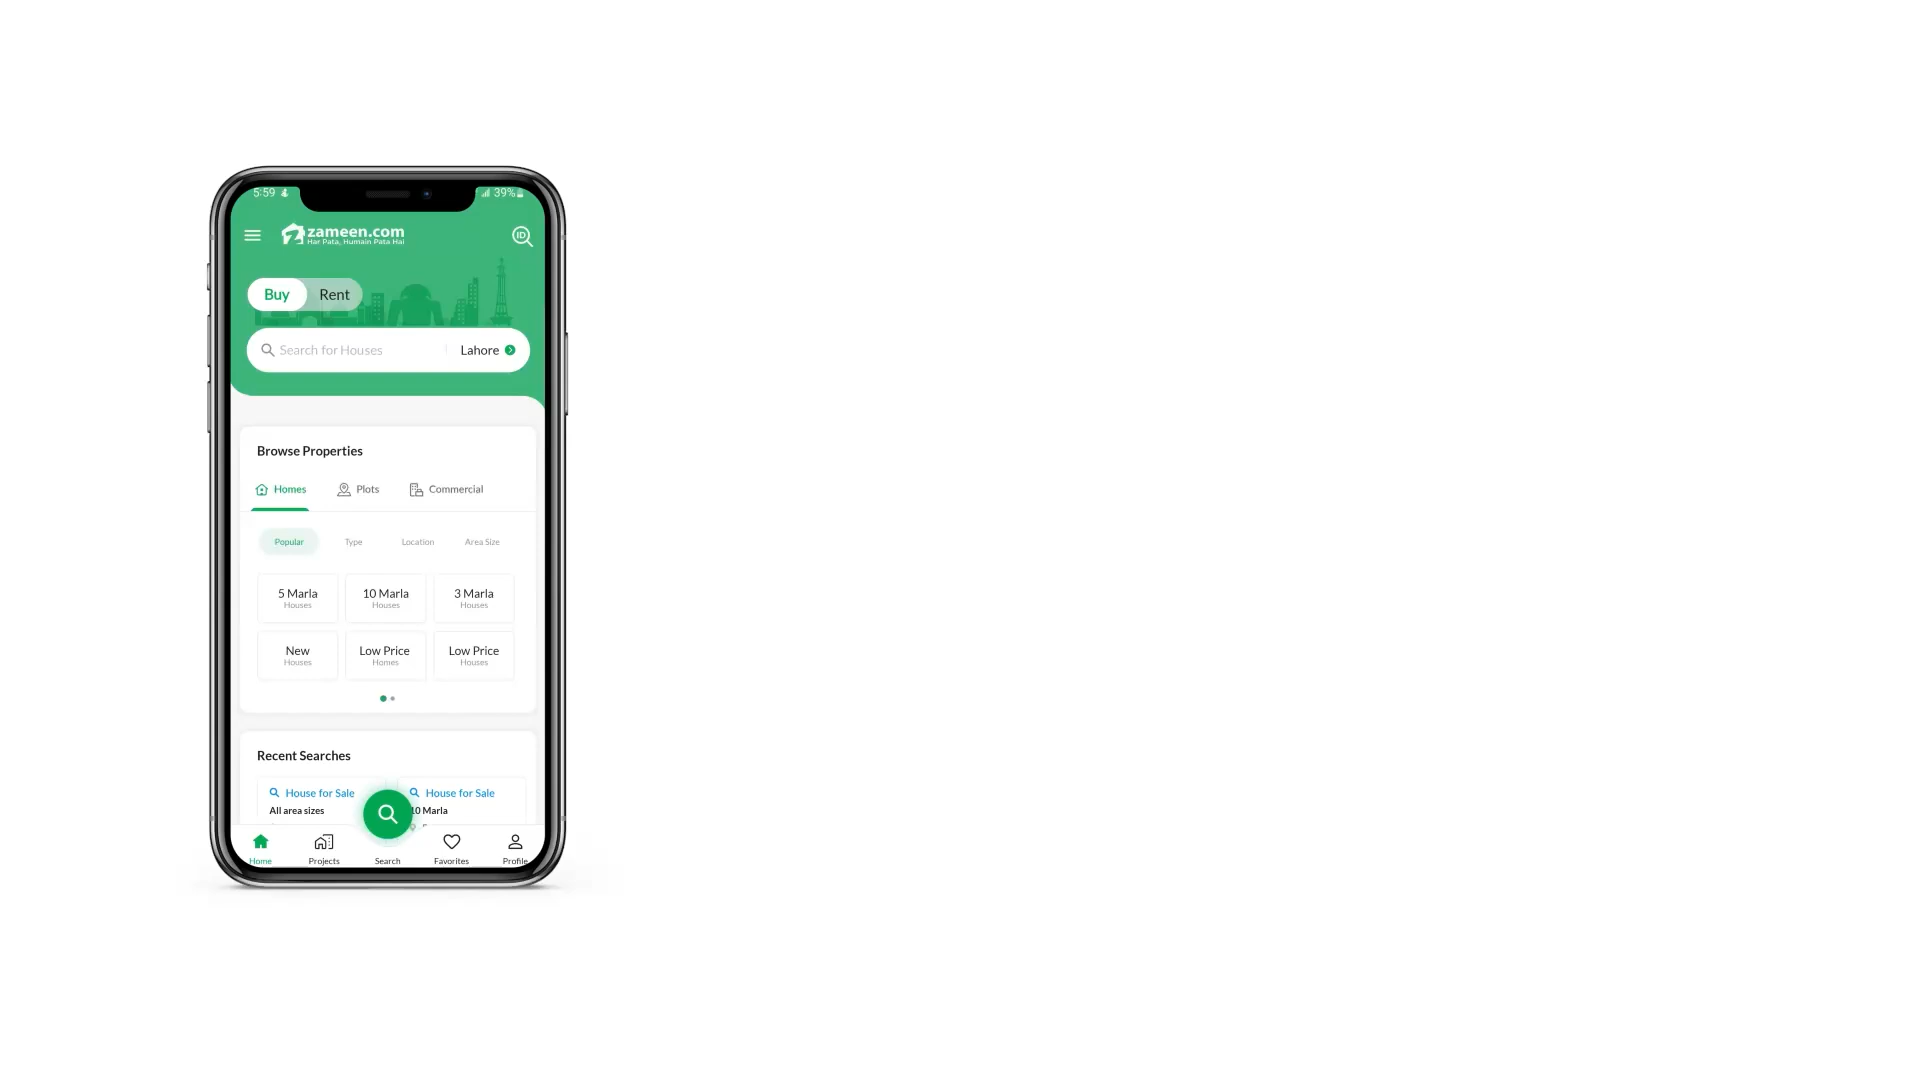 5:59
39%
zameen.com
Har Pata, Humain Pata Hai
ID
Buy Rent
Search for Houses Lahore
Browse Properties
Homes Plots Commercial
Popular Type Location Area Size
5 Marla 10 Marla 3 Marla
Houses Houses Houses
New Low Price Low Price
Houses Homes Houses
Recent Searches
House for Sale House for Sale
All area sizes 10 Marla
Home Projects Search Favorites Profile